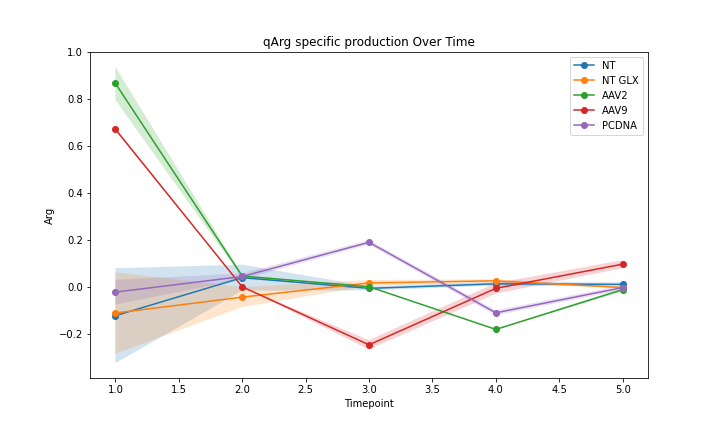 qArg specific production Over Time
1.0
0.8
0.6
0.4
0.2
0.0
−0.2
Arg
NT
NT GLX
AAV2
AAV9
PCDNA
1.0 1.5 2.0 2.5 3.0 3.5 4.0 4.5 5.0
Timepoint